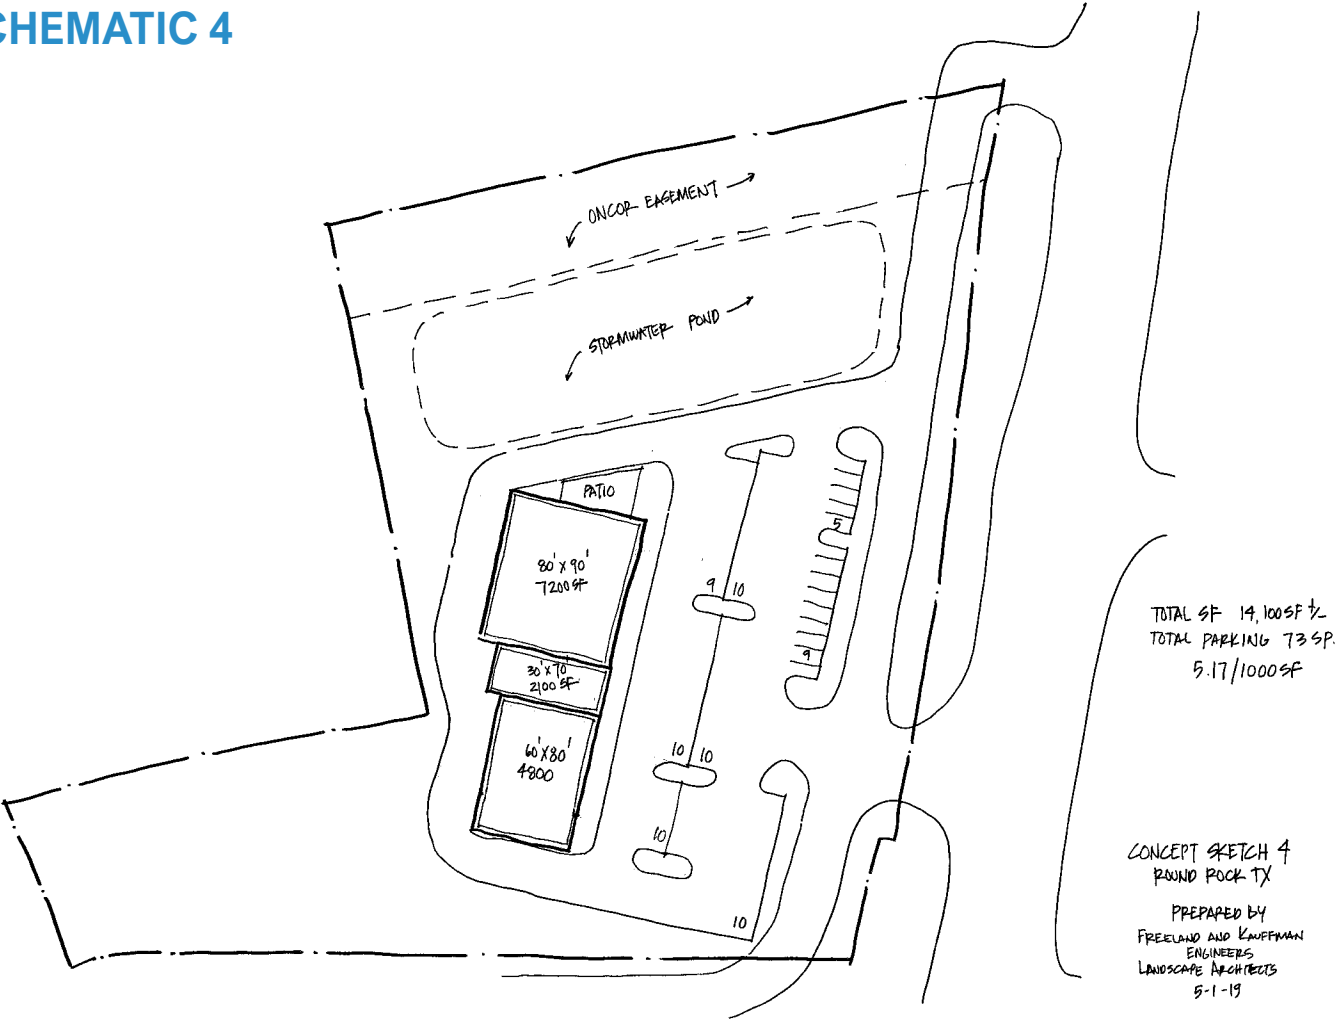 CHEMATIC 4
ONCOR EASEMENT
STORMWATER POND
PATIO
80' X 90'
7200 SF
30' X 70'
2100 SF
60' X 80'
4800
5
9
9 10
10 10
10
10
TOTAL SF 14,100 SF +/-
TOTAL PARKING 73 SP.
5.17/1000 SF
CONCEPT SKETCH 4
ROUND ROCK TX
PREPARED BY
FREELAND AND KAUFFMAN
ENGINEERS
LANDSCAPE ARCHITECTS
5-1-19